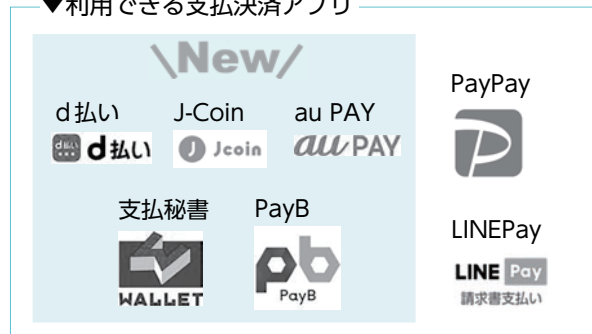 ▼利用できる支払決済アプリ
\New/
d払い J-Coin au PAY
d払い J Jcoin au PAY
支払秘書 PayB
WALLET pb PayB
PayPay
P
LINEPay
LINE Pay
請求書支払い